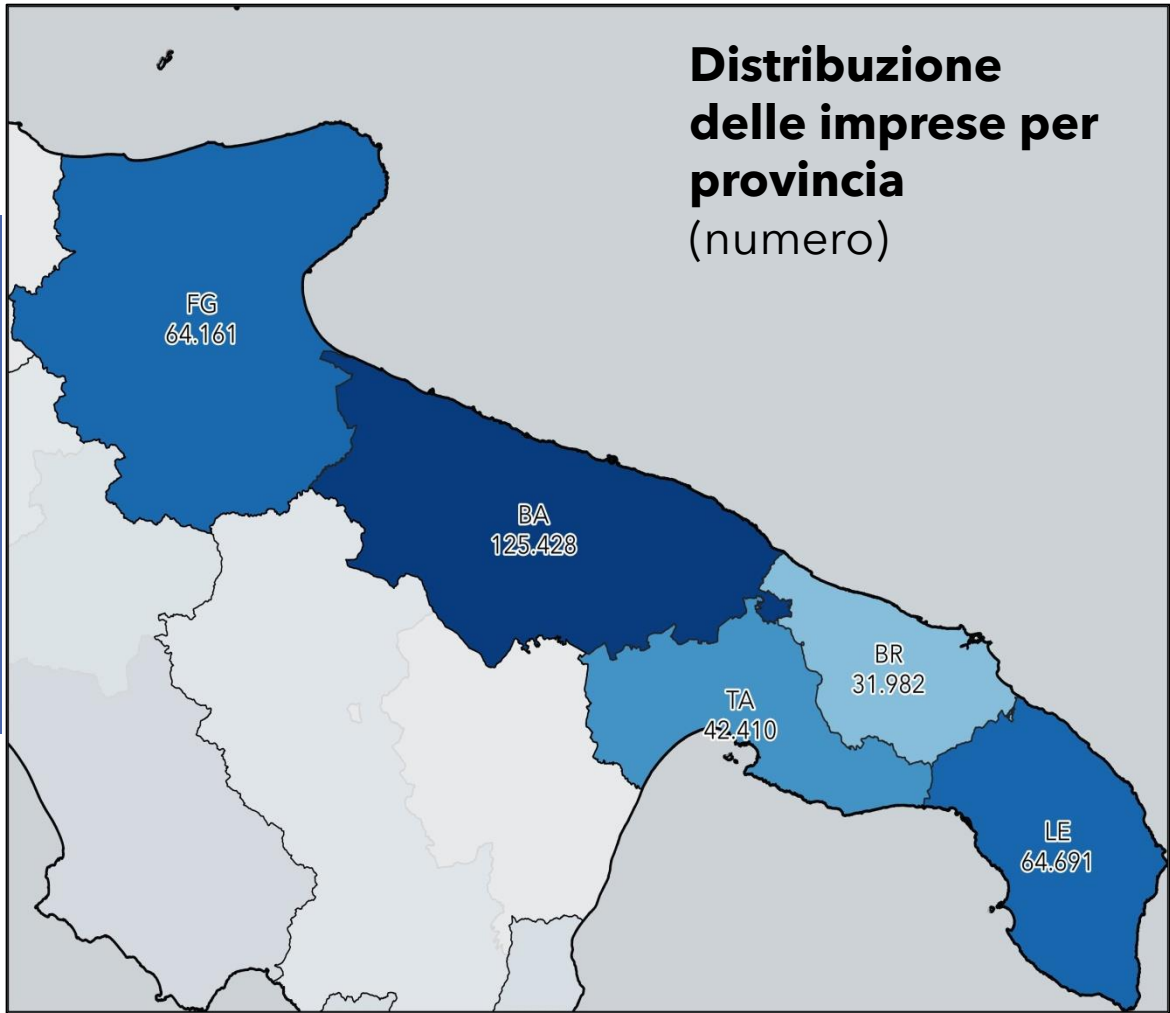 Distribuzione
delle imprese per
provincia
(numero)
FG
64.161
BA
125.428
BR
31.982
TA
42.410
LE
64.691